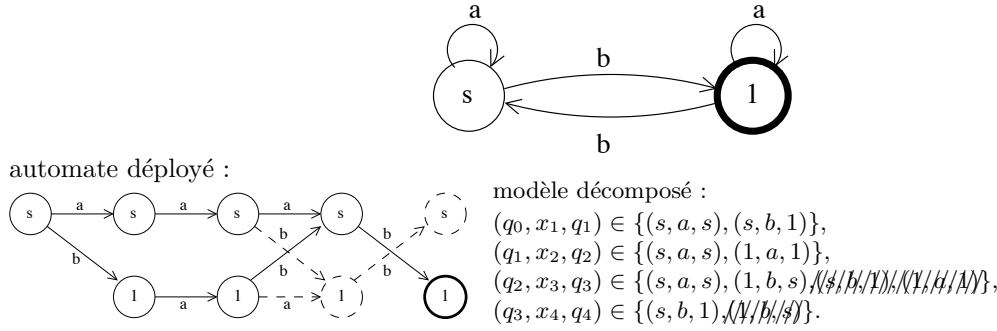 a a
b
s 1
b
automate déployé :
s a s a s a s s
b b b
b b
1 a 1 a 1 1
modèle décomposé :
(q₀, x₁, q₁) ∈ {(s, a, s), (s, b, 1)},
(q₁, x₂, q₂) ∈ {(s, a, s), (1, a, 1)},
(q₂, x₃, q₃) ∈ {(s, a, s), (1, b, s), (s, b, 1), (1, a, 1)},
(q₃, x₄, q₄) ∈ {(s, b, 1), (1, b, s)}.